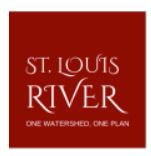 ST. LOUIS
RIVER
ONE WATERSHED, ONE PLAN